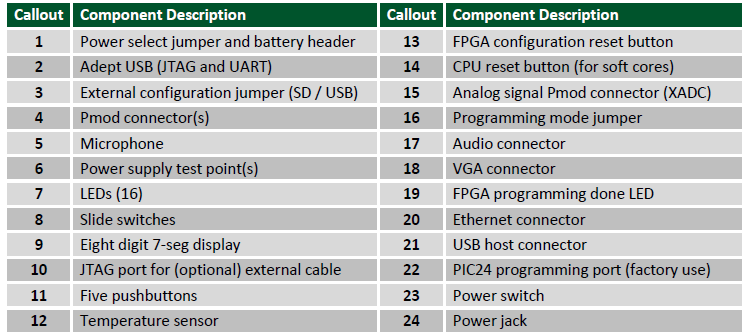 Callout Component Description Callout Component Description
1 Power select jumper and battery header 13 FPGA configuration reset button
2 Adept USB (JTAG and UART) 14 CPU reset button (for soft cores)
3 External configuration jumper (SD / USB) 15 Analog signal Pmod connector (XADC)
4 Pmod connector(s) 16 Programming mode jumper
5 Microphone 17 Audio connector
6 Power supply test point(s) 18 VGA connector
7 LEDs (16) 19 FPGA programming done LED
8 Slide switches 20 Ethernet connector
9 Eight digit 7-seg display 21 USB host connector
10 JTAG port for (optional) external cable 22 PIC24 programming port (factory use)
11 Five pushbuttons 23 Power switch
12 Temperature sensor 24 Power jack